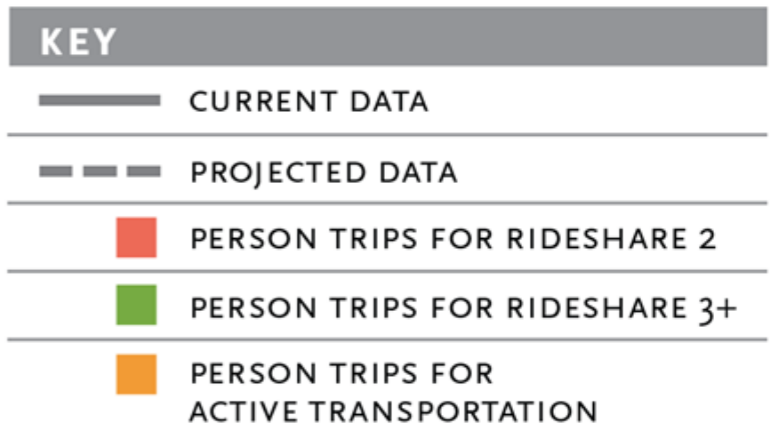 KEY
CURRENT DATA
PROJECTED DATA
PERSON TRIPS FOR RIDESHARE 2
PERSON TRIPS FOR RIDESHARE 3+
PERSON TRIPS FOR
ACTIVE TRANSPORTATION